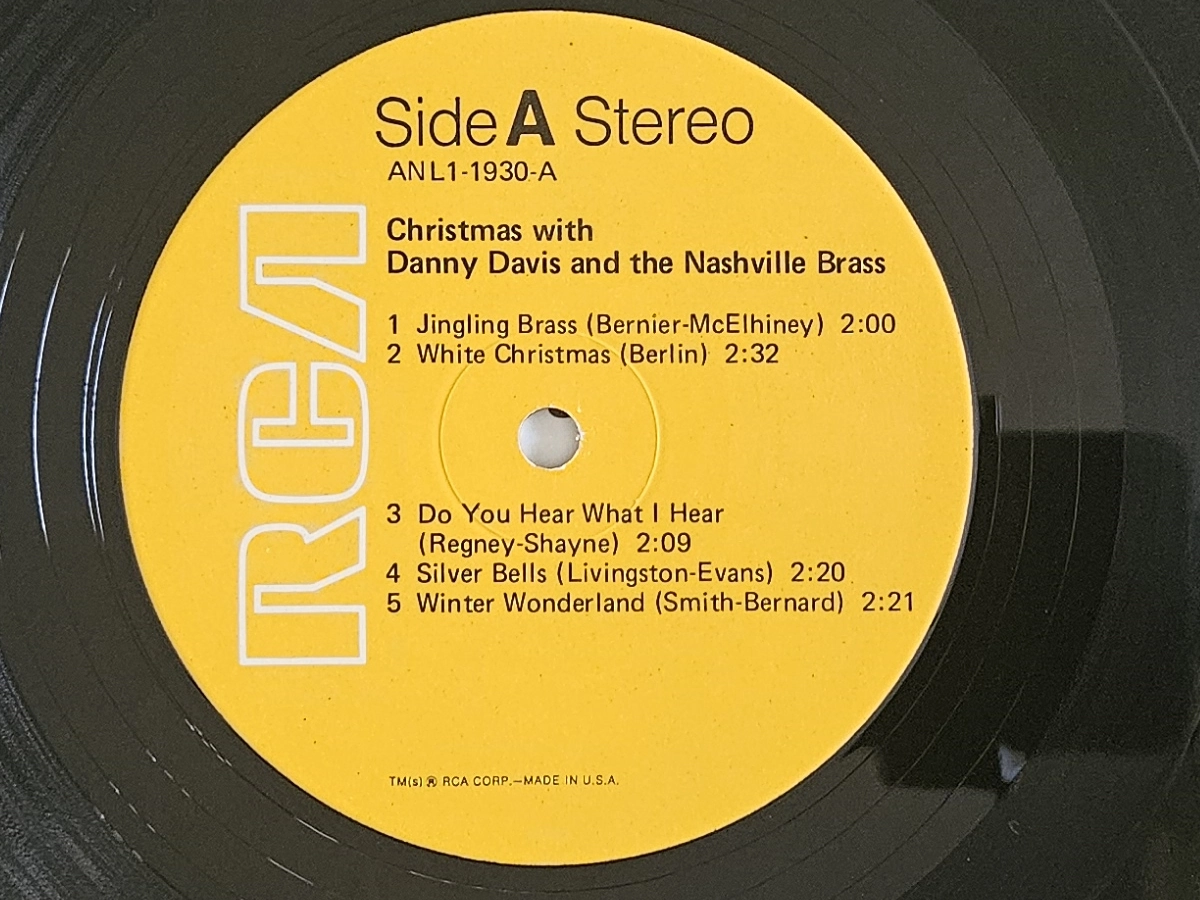 Side A Stereo
ANL1-1930-A
RCA
Christmas with
Danny Davis and the Nashville Brass
1 Jingling Brass (Bernier-McElhiney) 2:00
2 White Christmas (Berlin) 2:32
3 Do You Hear What I Hear
(Regney-Shayne) 2:09
4 Silver Bells (Livingston-Evans) 2:20
5 Winter Wonderland (Smith-Bernard) 2:21
TM(s) ® RCA CORP.—MADE IN U.S.A.